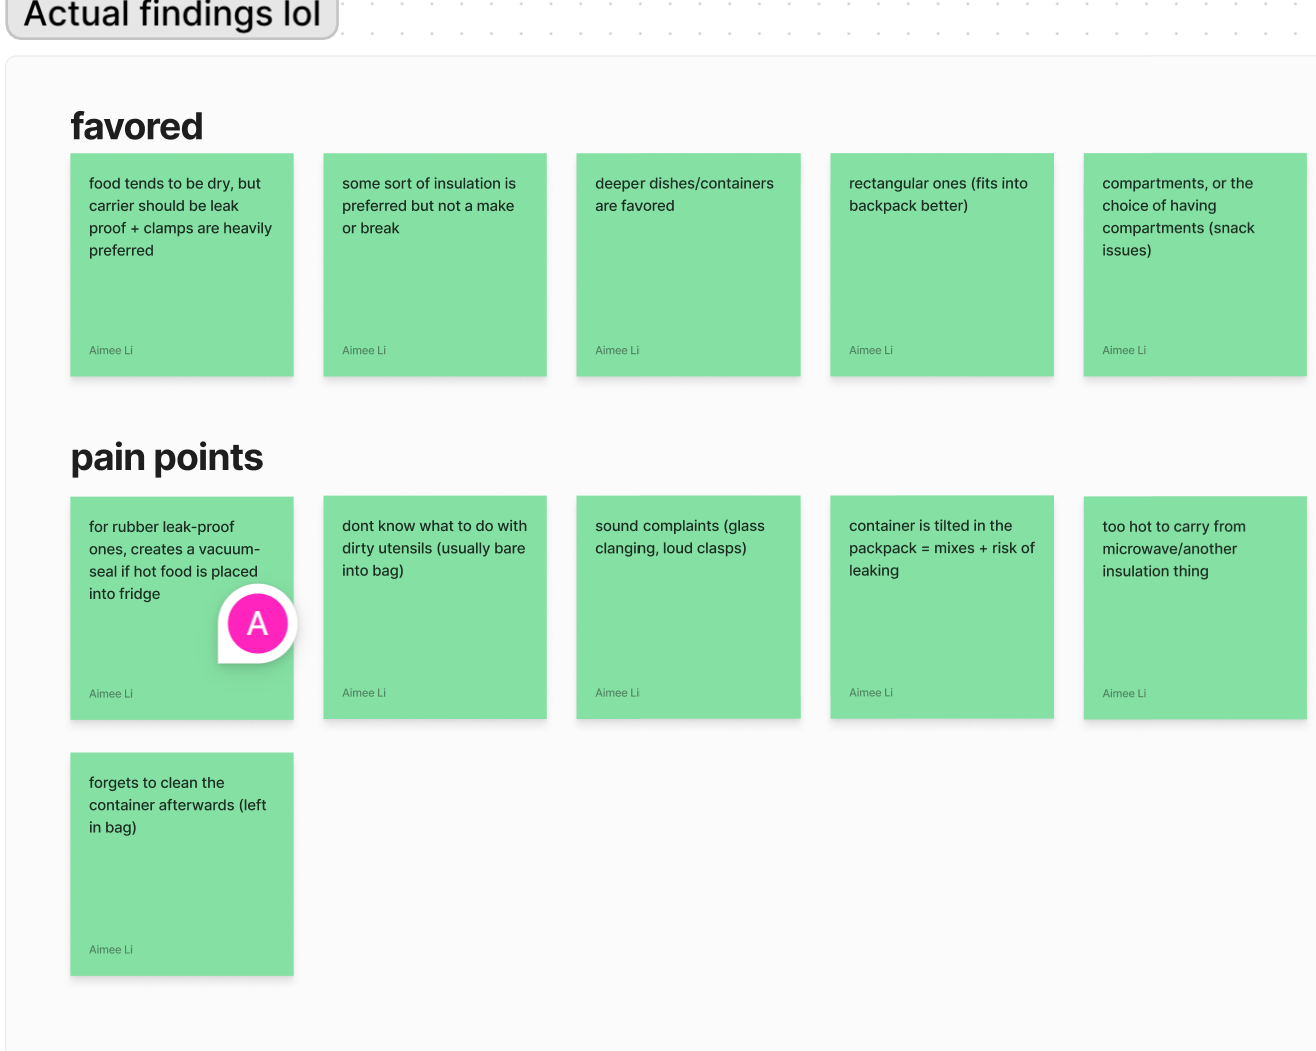 Actual findings lol
favored
food tends to be dry, but
carrier should be leak
proof + clamps are heavily
preferred
Aimee Li
some sort of insulation is
preferred but not a make
or break
Aimee Li
deeper dishes/containers
are favored
Aimee Li
rectangular ones (fits into
backpack better)
Aimee Li
compartments, or the
choice of having
compartments (snack
issues)
Aimee Li
pain points
for rubber leak-proof
ones, creates a vacuum-
seal if hot food is placed
into fridge
A
Aimee Li
dont know what to do with
dirty utensils (usually bare
into bag)
Aimee Li
sound complaints (glass
clanging, loud clasps)
Aimee Li
container is tilted in the
packpack = mixes + risk of
leaking
Aimee Li
too hot to carry from
microwave/another
insulation thing
Aimee Li
forgets to clean the
container afterwards (left
in bag)
Aimee Li